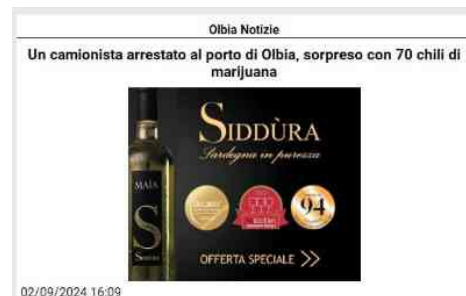 Olbia Notizie
Un camionista arrestato al porto di Olbia, sorpreso con 70 chili di
marijuana
SIDDÙRA
Sardegna in purezza
MAÌA
S
94
OFFERTA SPECIALE >>
02/09/2024 16:09